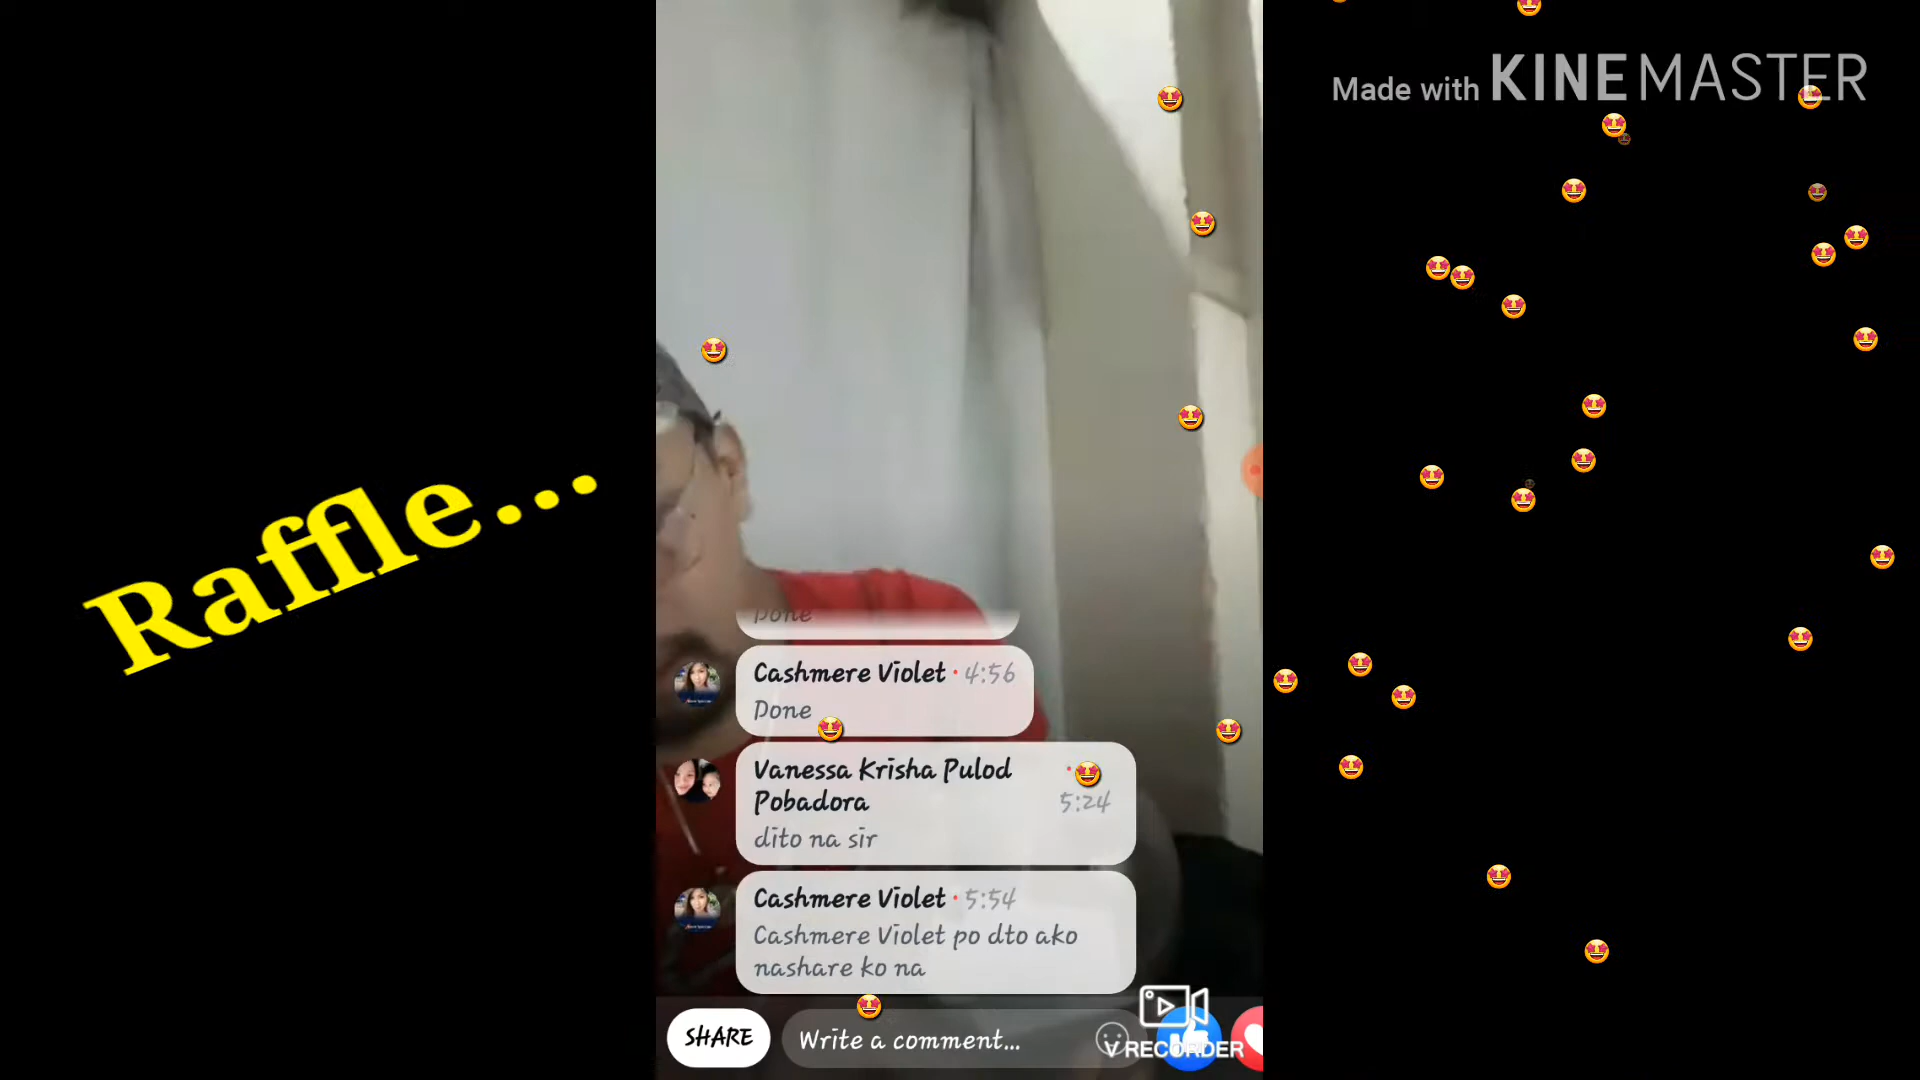 Made with KINEMASTER
Raffle...
Done
Cashmere Violet · 4:56
Done
Vanessa Krisha Pulod
Pobadora
5:24
dito na sir
Cashmere Violet · 5:54
Cashmere Violet po dto ako
nashare ko na
SHARE
Write a comment...
V RECORDER